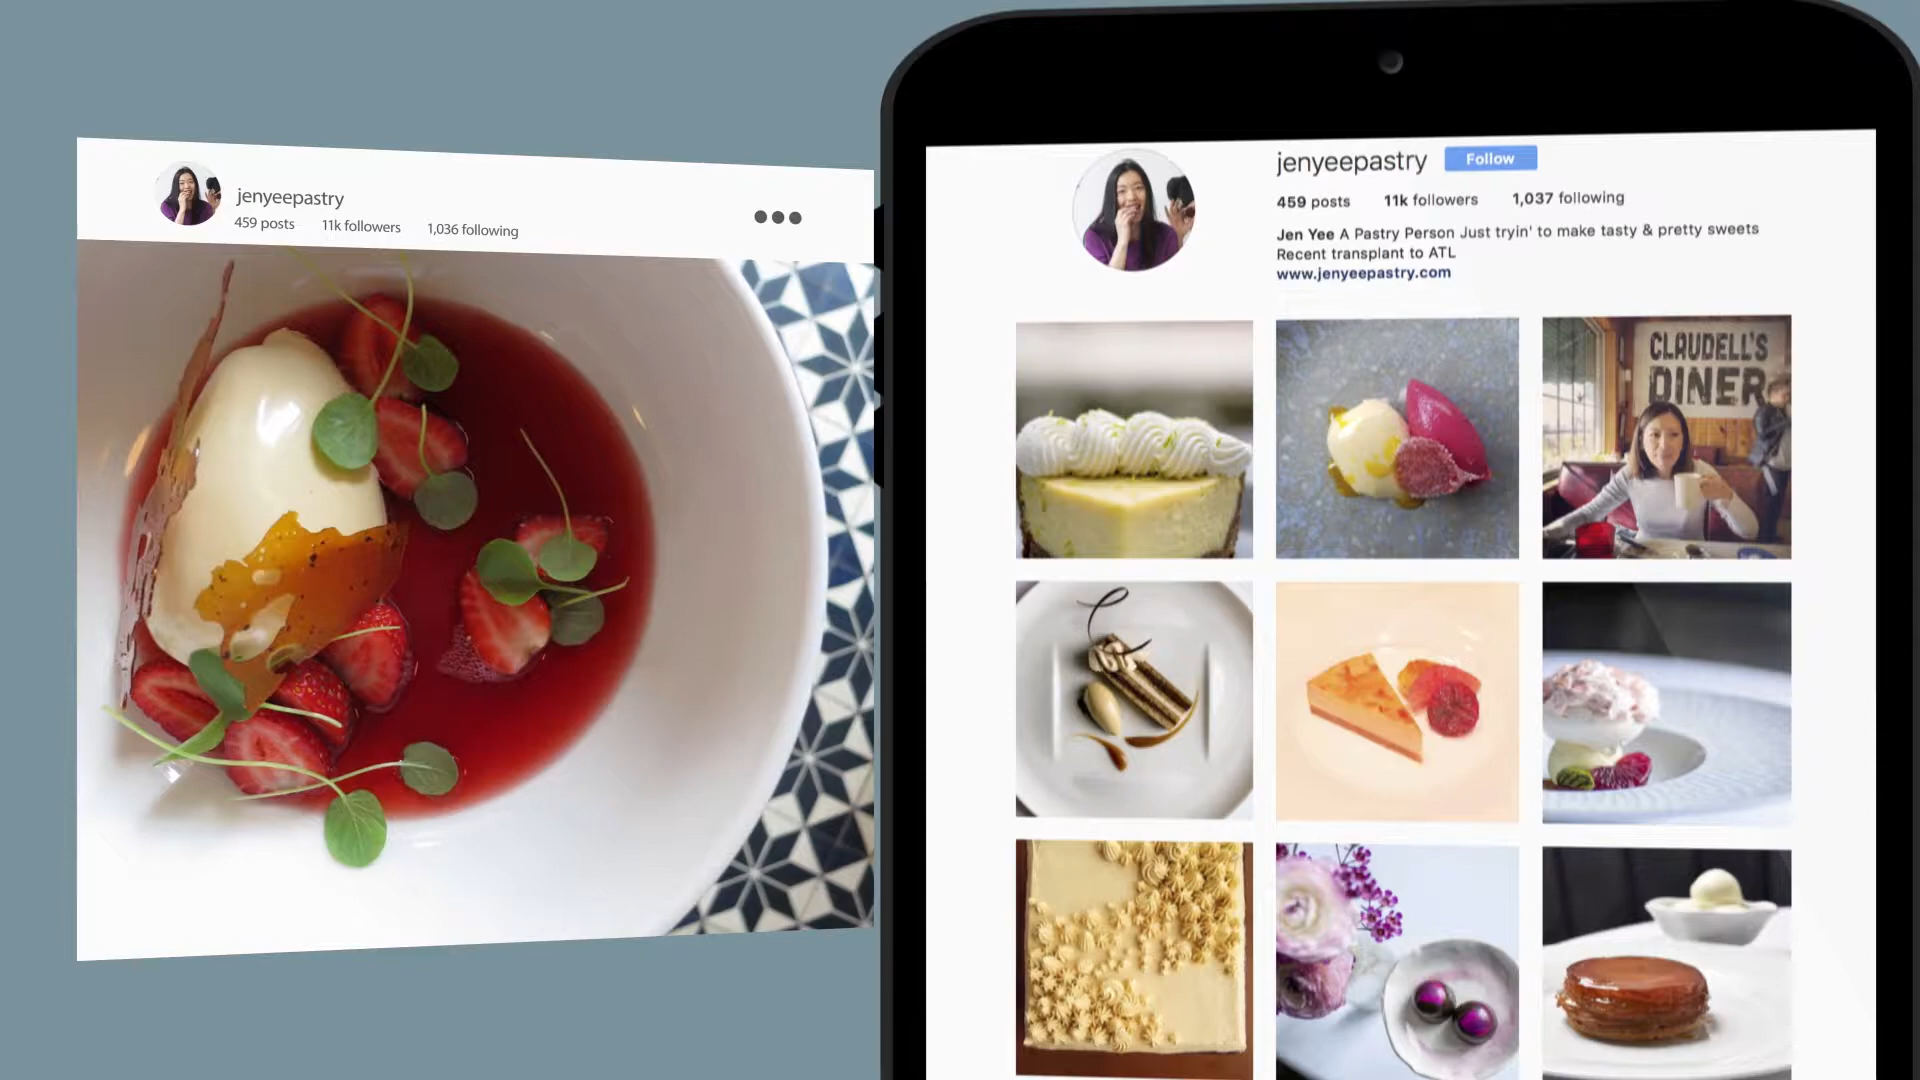 jenyeepastry
459 posts 11k followers 1,036 following
jenyeepastry Follow
459 posts 11k followers 1,037 following
Jen Yee A Pastry Person Just tryin' to make tasty & pretty sweets
Recent transplant to ATL
www.jenyeepastry.com
CLAUDELL'S
DINER